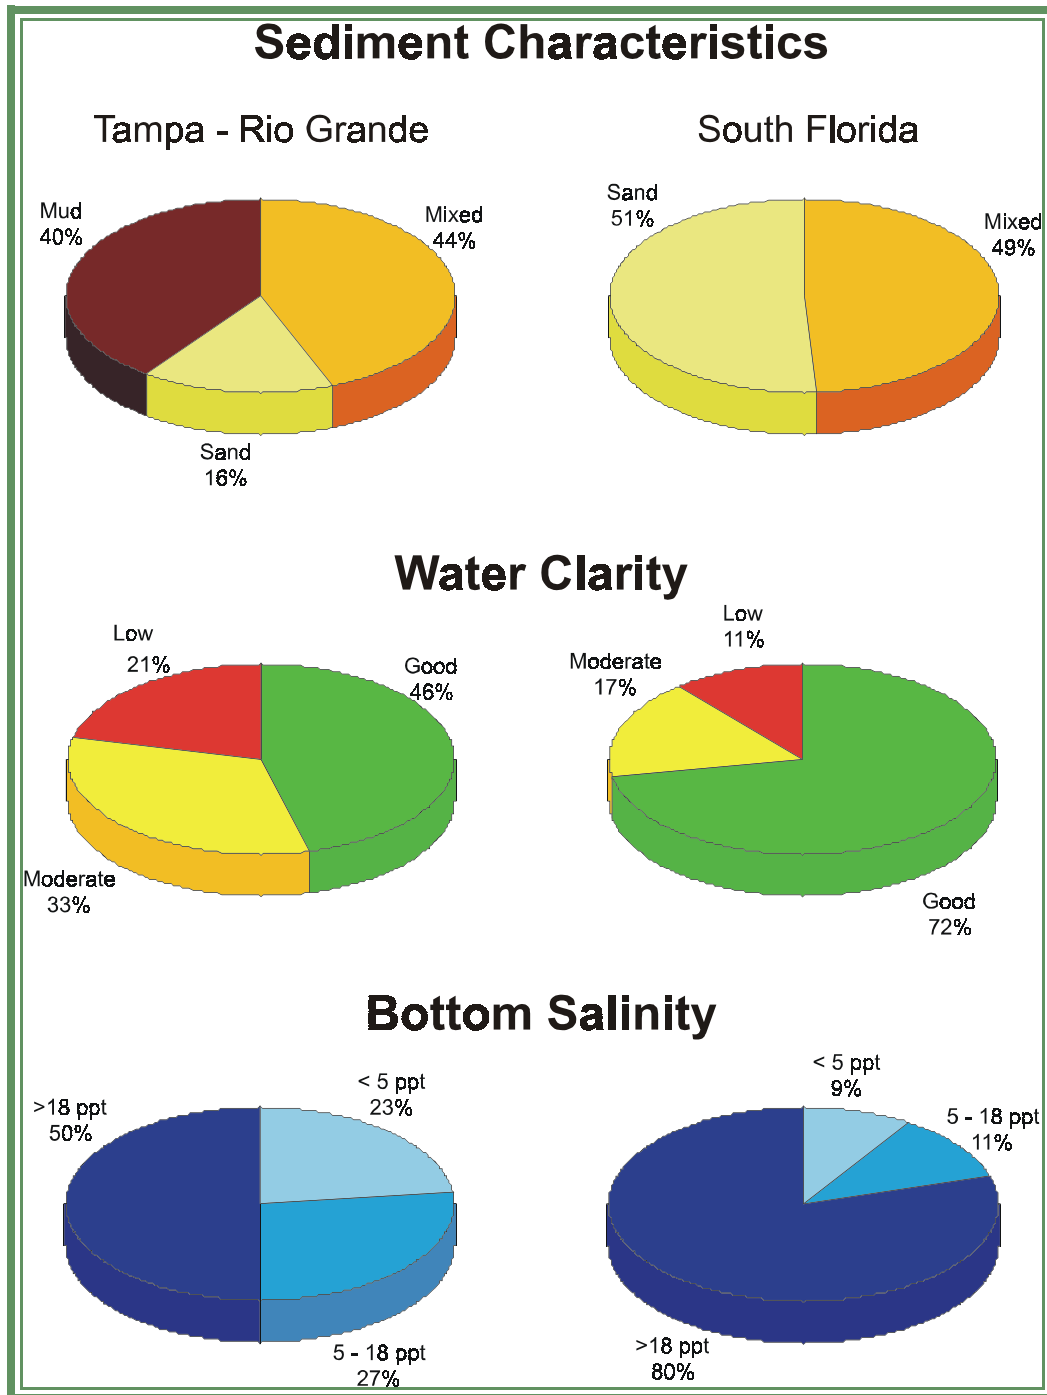 Sediment Characteristics
Tampa - Rio Grande
South Florida
Mud
40%
Mixed
44%
Sand
16%
Sand
51%
Mixed
49%
Water Clarity
Low
21%
Good
46%
Moderate
33%
Low
11%
Moderate
17%
Good
72%
Bottom Salinity
>18 ppt
50%
< 5 ppt
23%
5 - 18 ppt
27%
< 5 ppt
9%
5 - 18 ppt
11%
>18 ppt
80%